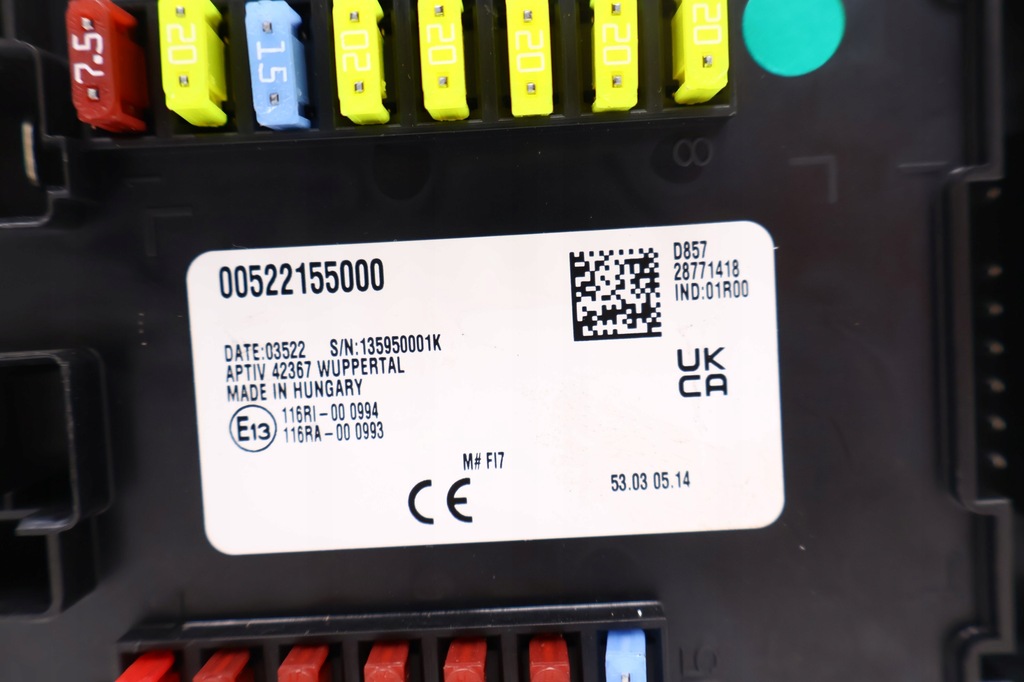 7.5
20
15
20
20
20
20
20
8
00522155000
D857
28771418
IND:01R00
DATE:03522 S/N:135950001K
APTIV 42367 WUPPERTAL
MADE IN HUNGARY
E13
116RI-00 0994
116RA-00 0993
UK
CA
M# FI7
CE
53.03 05.14